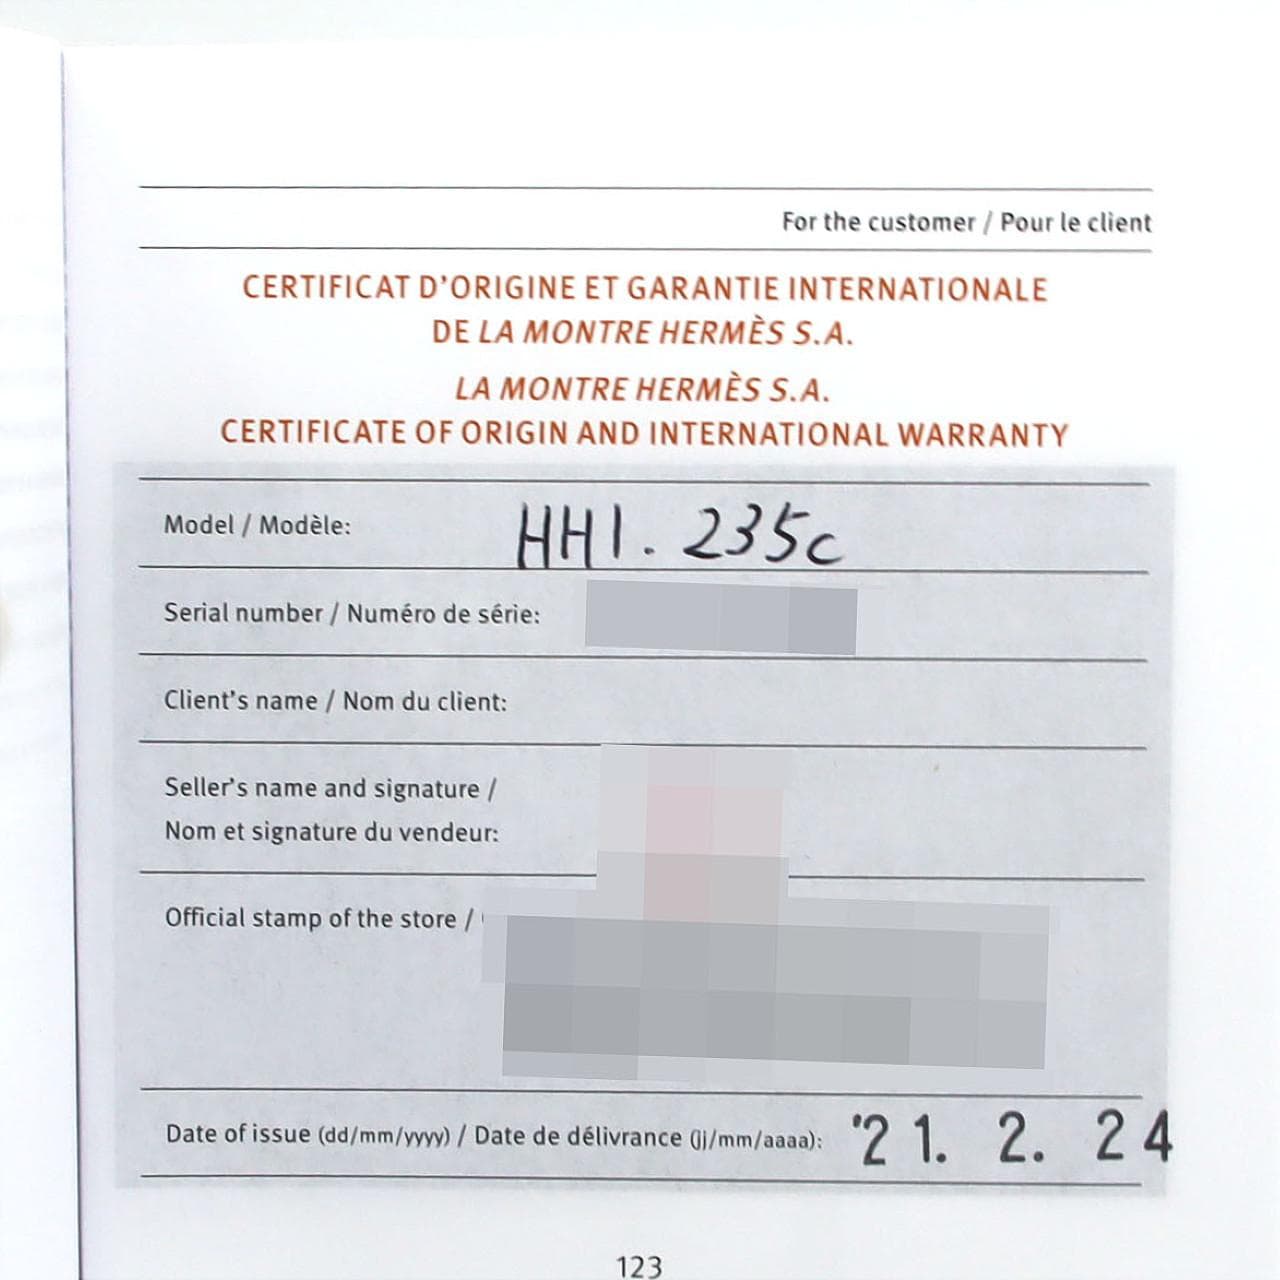 For the customer / Pour le client
CERTIFICAT D'ORIGINE ET GARANTIE INTERNATIONALE
DE LA MONTRE HERMÈS S.A.
LA MONTRE HERMÈS S.A.
CERTIFICATE OF ORIGIN AND INTERNATIONAL WARRANTY
Model / Modèle: HH1. 235c
Serial number / Numéro de série:
Client's name / Nom du client:
Seller's name and signature /
Nom et signature du vendeur:
Official stamp of the store /
Date of issue (dd/mm/yyyy) / Date de délivrance (jj/mm/aaaa): '21. 2. 24
123